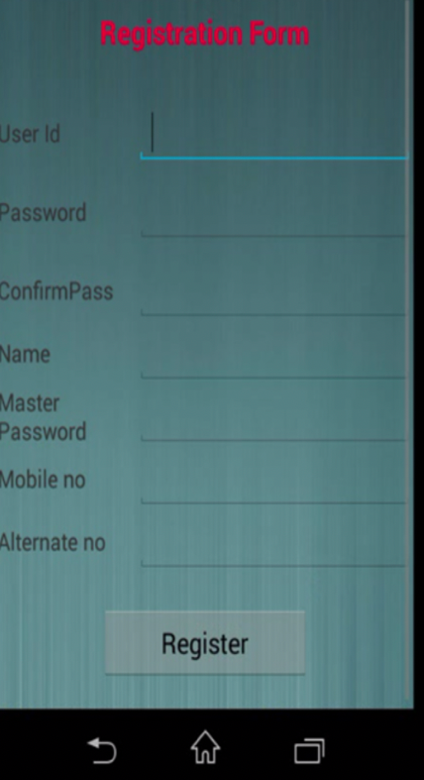 Registration Form
User Id
Password
ConfirmPass
Name
Master
Password
Mobile no
Alternate no
Register